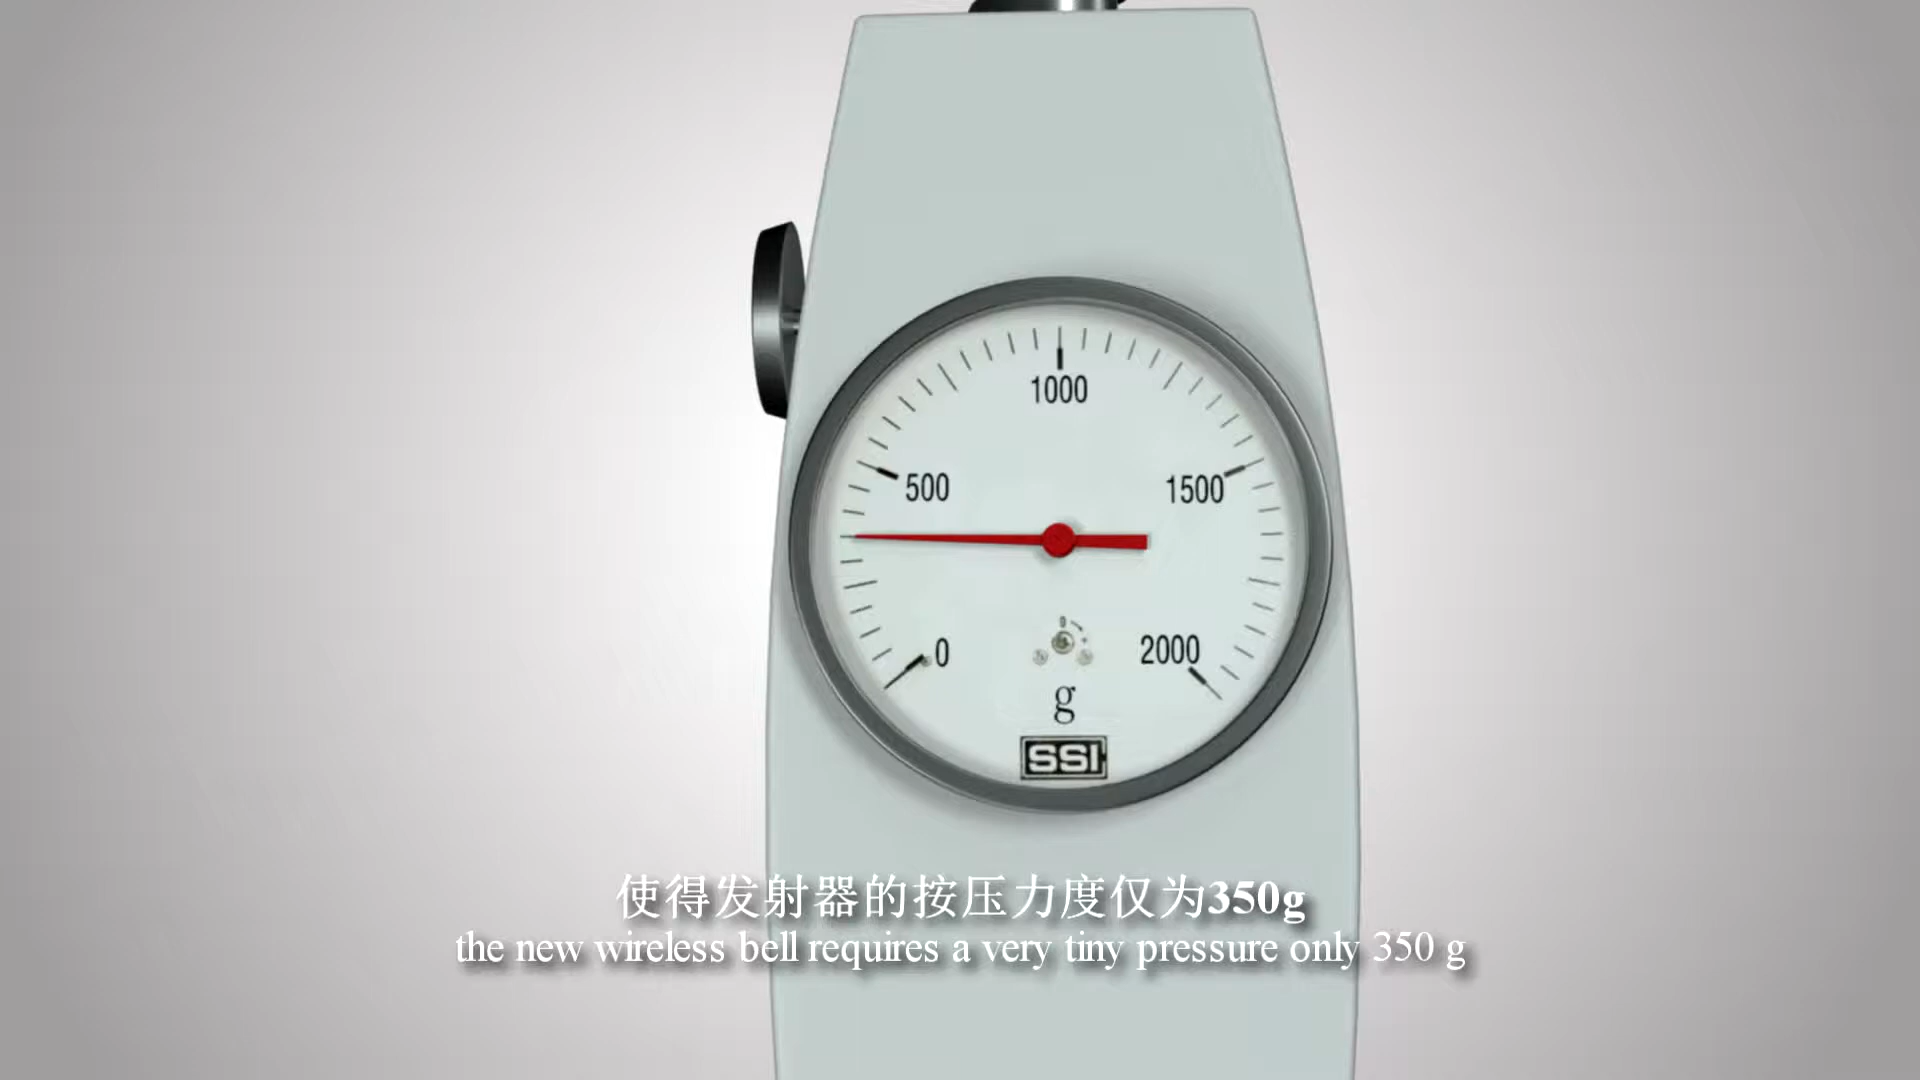 1000
500
1500
0
2000
g
SSI
使得发射器的按压力度仅为350g
the new wireless bell requires a very tiny pressure only 350 g